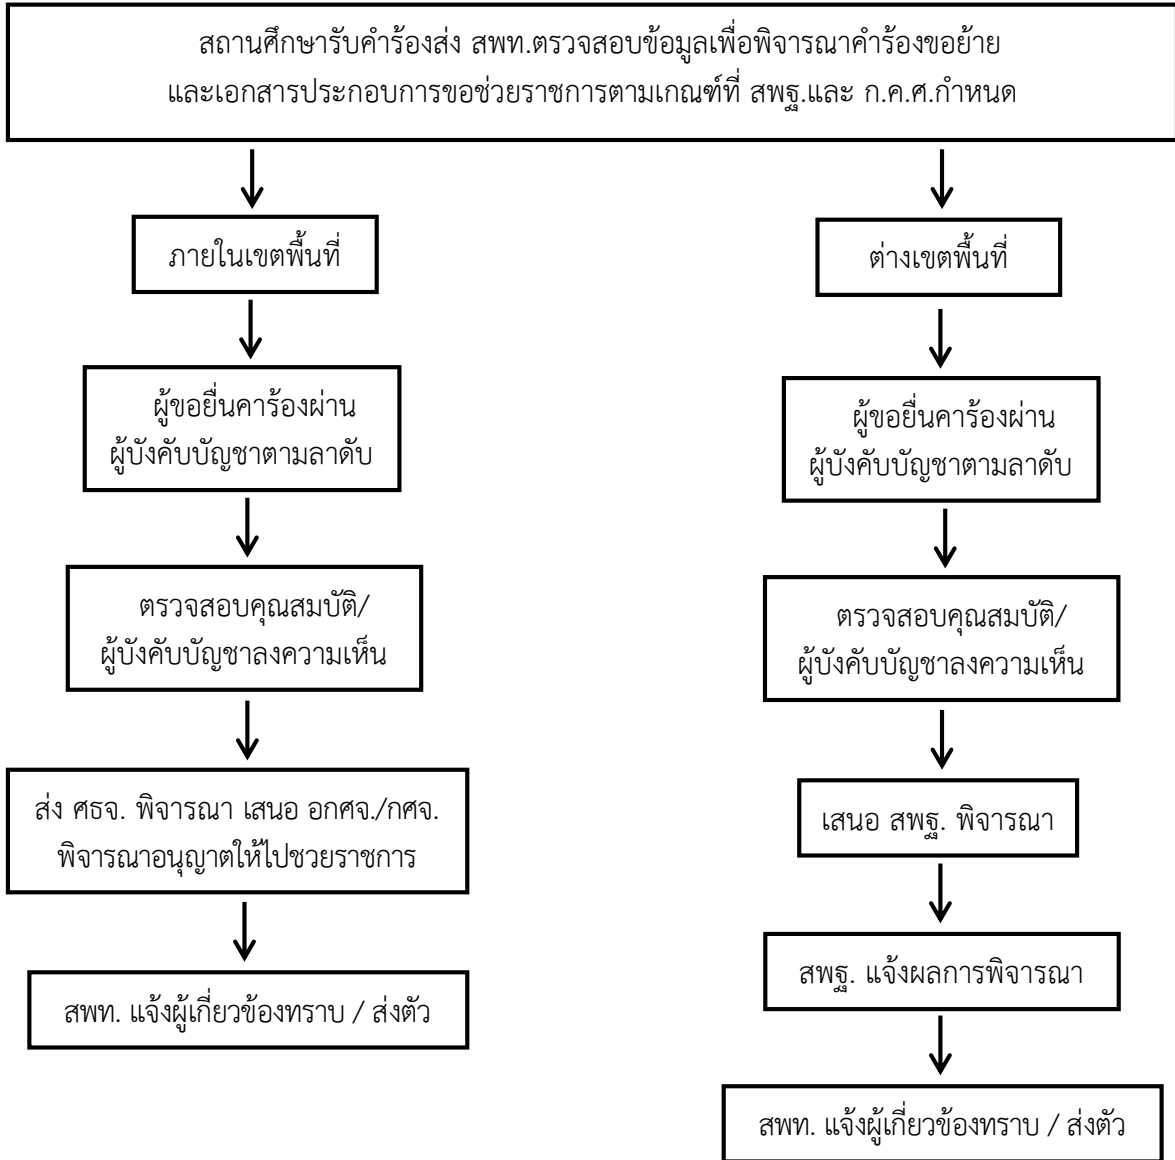 สถานศึกษารับคำร้องส่ง สพท.ตรวจสอบข้อมูลเพื่อพิจารณาคำร้องขอย้าย
และเอกสารประกอบการขอช่วยราชการตามเกณฑ์ที่ สพฐ.และ ก.ค.ศ.กำหนด
ภายในเขตพื้นที่
ผู้ขอยื่นคาร้องผ่าน
ผู้บังคับบัญชาตามลาดับ
ตรวจสอบคุณสมบัติ/
ผู้บังคับบัญชาลงความเห็น
ส่ง ศธจ. พิจารณา เสนอ อกศจ./กศจ.
พิจารณาอนุญาตให้ไปชวยราชการ
สพท. แจ้งผู้เกี่ยวข้องทราบ / ส่งตัว
ต่างเขตพื้นที่
ผู้ขอยื่นคาร้องผ่าน
ผู้บังคับบัญชาตามลาดับ
ตรวจสอบคุณสมบัติ/
ผู้บังคับบัญชาลงความเห็น
เสนอ สพฐ. พิจารณา
สพฐ. แจ้งผลการพิจารณา
สพท. แจ้งผู้เกี่ยวข้องทราบ / ส่งตัว